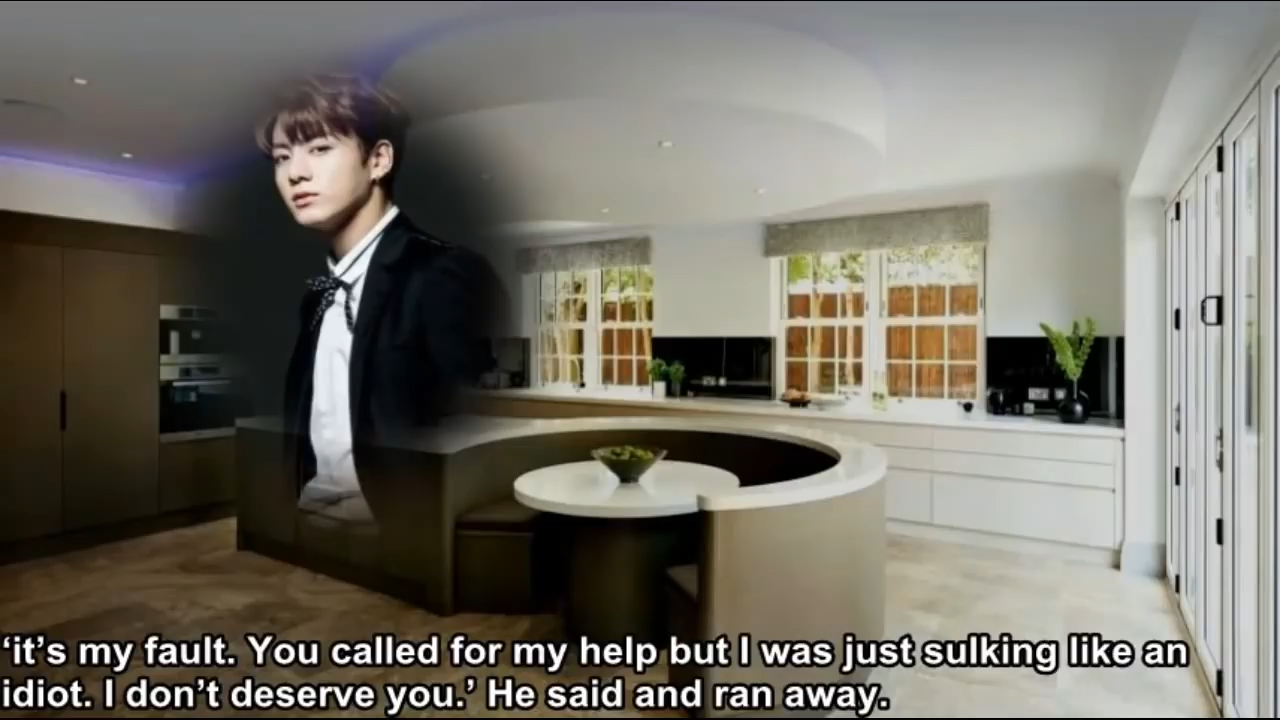 ‘it’s my fault. You called for my help but I was just sulking like an
idiot. I don’t deserve you.’ He said and ran away.